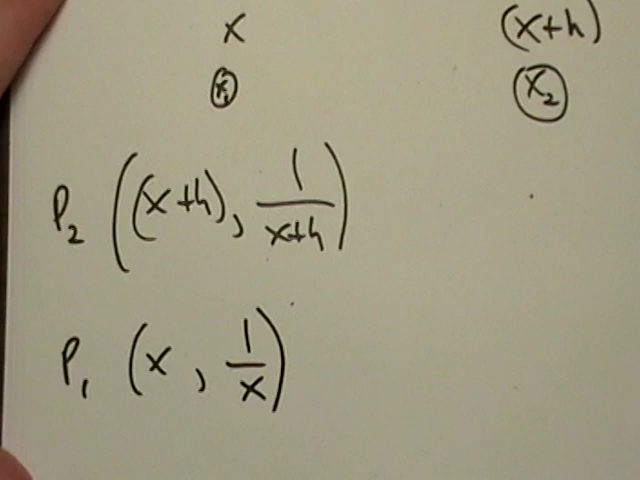 x (x+h)
x₁ x₂
P₂ ((x+h), 1/(x+h))
P₁ (x, 1/x)